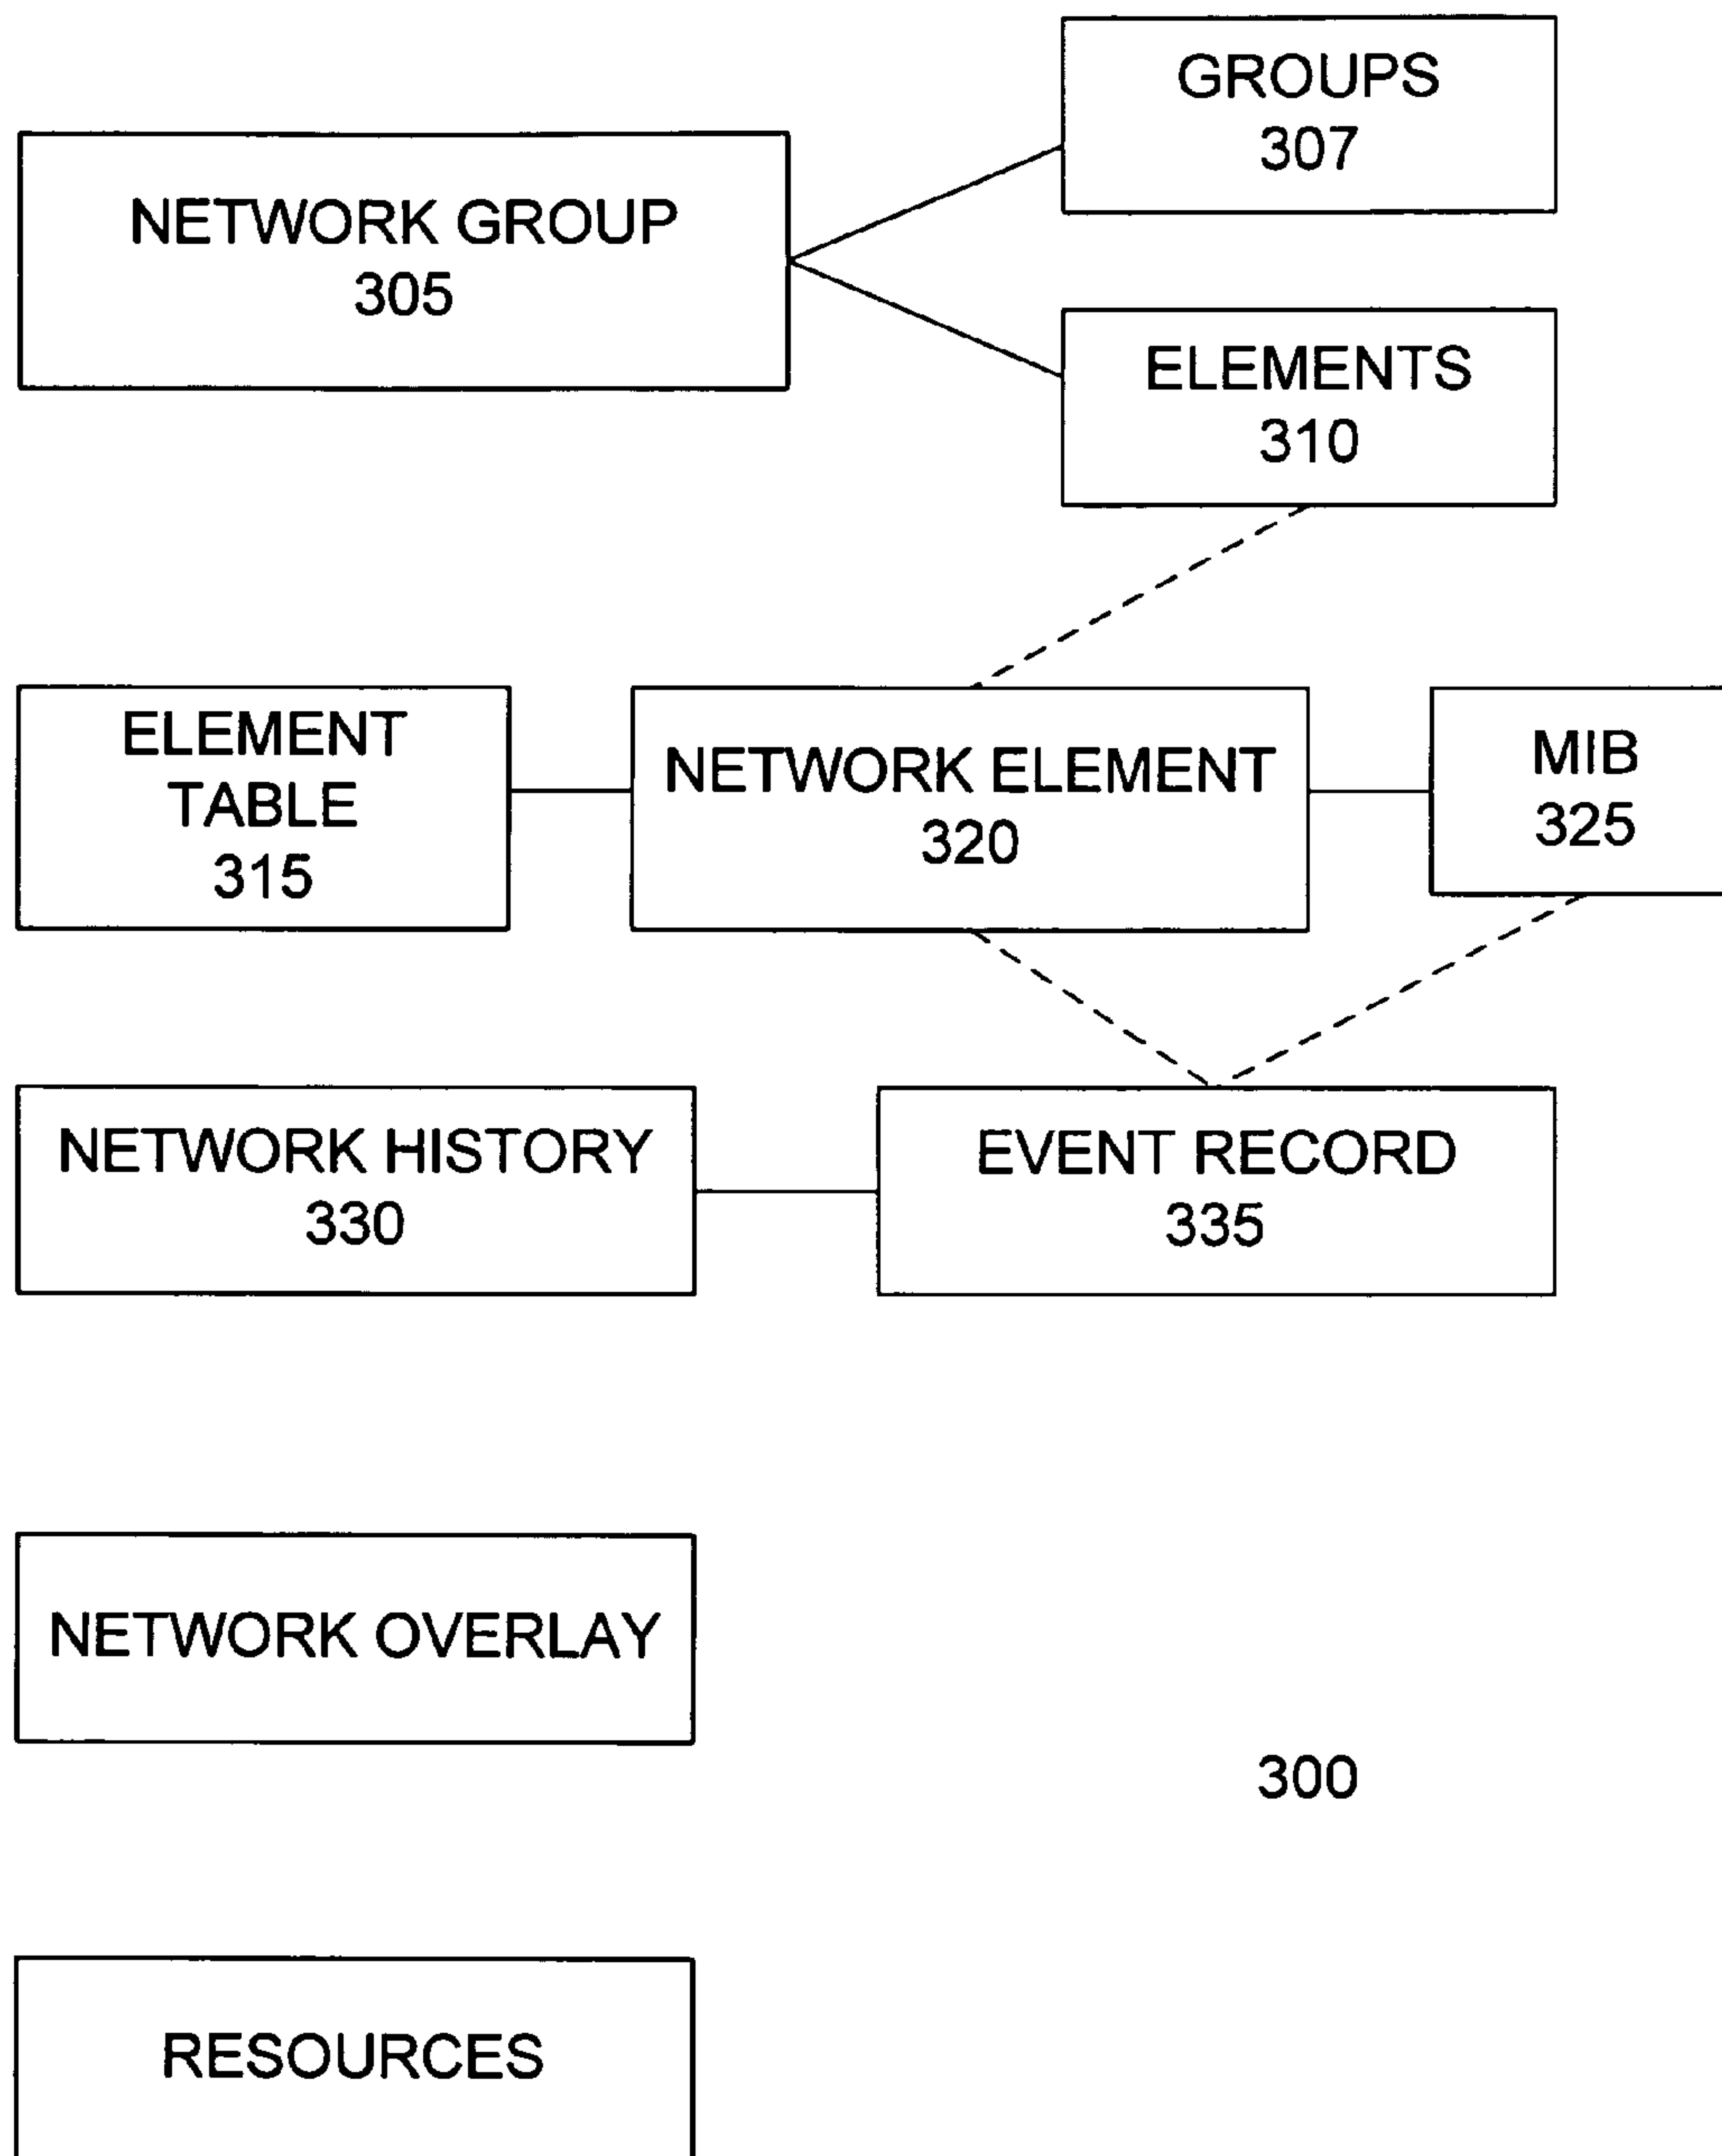 GROUPS
307
NETWORK GROUP
305
ELEMENTS
310
ELEMENT
TABLE
315
NETWORK ELEMENT
320
MIB
325
NETWORK HISTORY
330
EVENT RECORD
335
NETWORK OVERLAY
300
RESOURCES